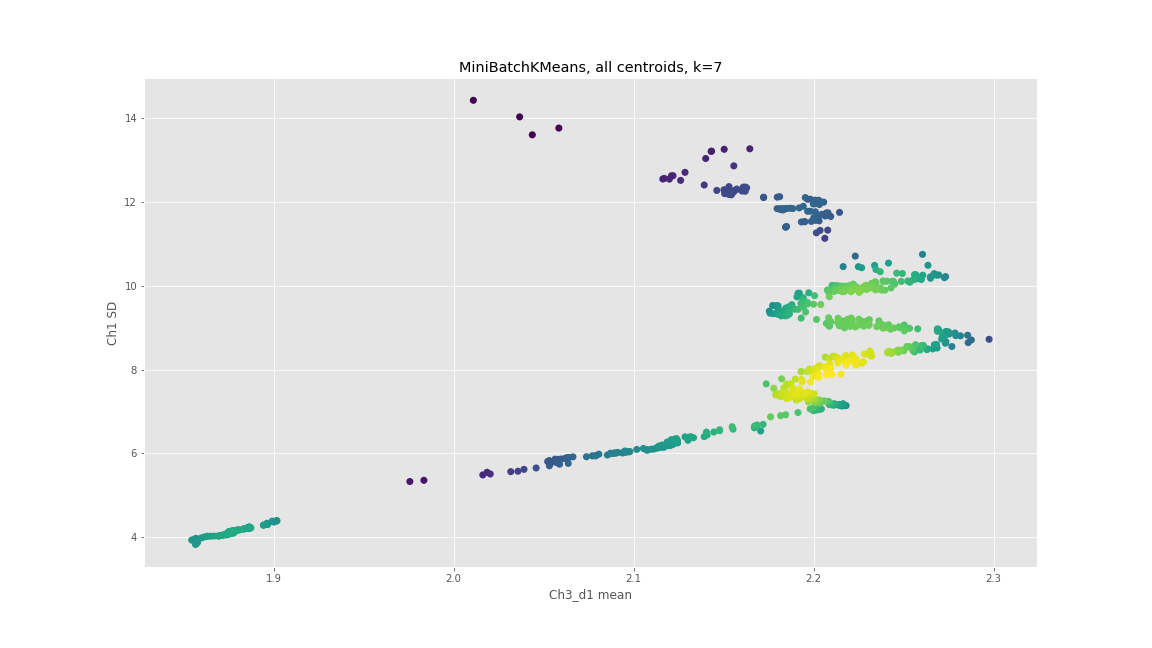 MiniBatchKMeans, all centroids, k=7
14
12
10
8
6
4
Ch1 SD
1.9 2.0 2.1 2.2 2.3
Ch3_d1 mean